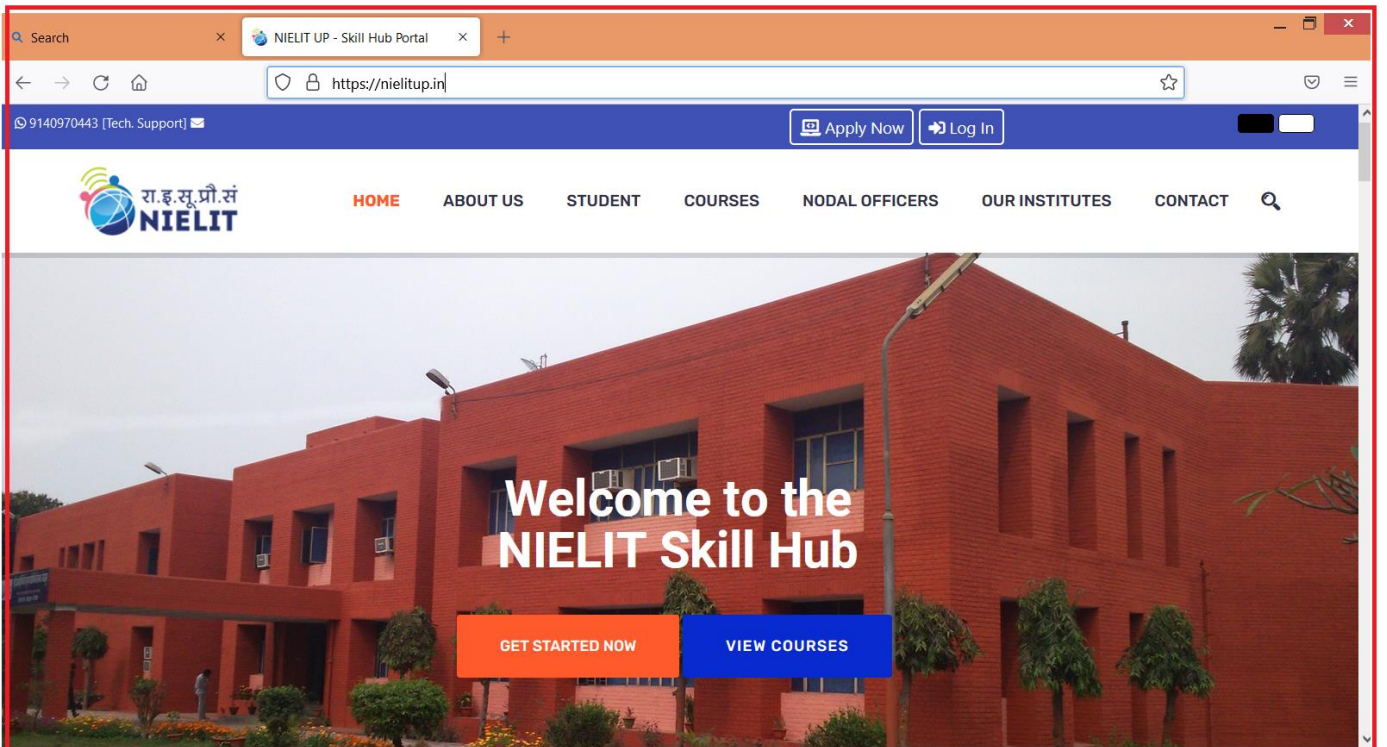 Search
NIELIT UP - Skill Hub Portal
https://nielitup.in
9140970443 [Tech. Support]
Apply Now
Log In
रा.इ.सू.प्रौ.सं
NIELIT
HOME ABOUT US STUDENT COURSES NODAL OFFICERS OUR INSTITUTES CONTACT
Welcome to the
NIELIT Skill Hub
GET STARTED NOW
VIEW COURSES